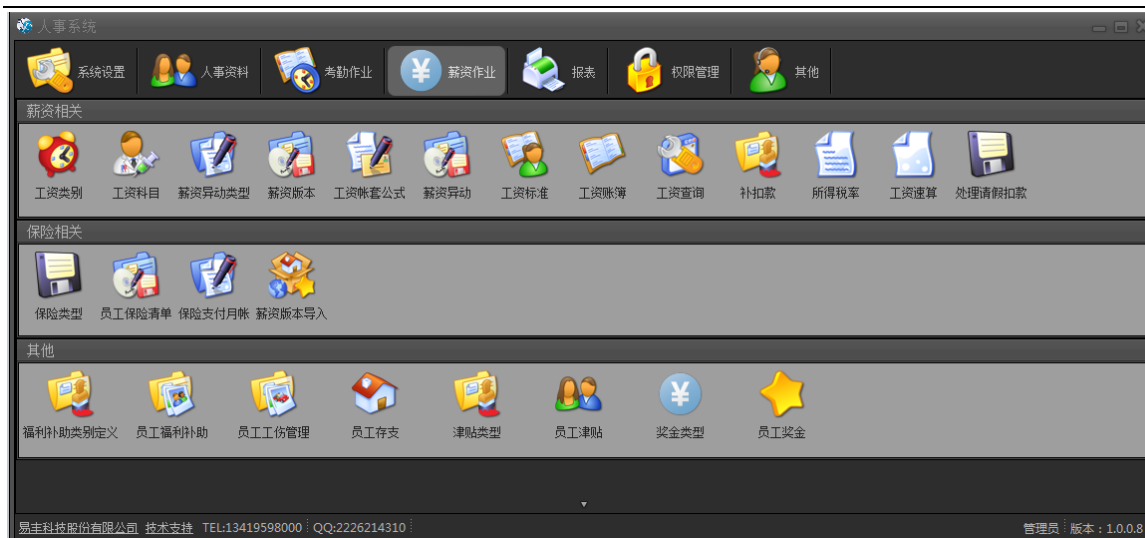 人事系统
系统设置 人事资料 考勤作业 薪资作业 报表 权限管理 其他
薪资相关
工资类别 工资科目 薪资异动类型 薪资版本 工资帐套公式 薪资异动 工资标准 工资账簿 工资查询 补扣款 所得税率 工资速算 处理请假扣款
保险相关
保险类型 员工保险清单 保险支付月帐 薪资版本导入
其他
福利补助类别定义 员工福利补助 员工工伤管理 员工存支 津贴类型 员工津贴 奖金类型 员工奖金
易丰科技股份有限公司 技术支持 TEL:13419598000 QQ:2226214310 管理员 版本：1.0.0.8